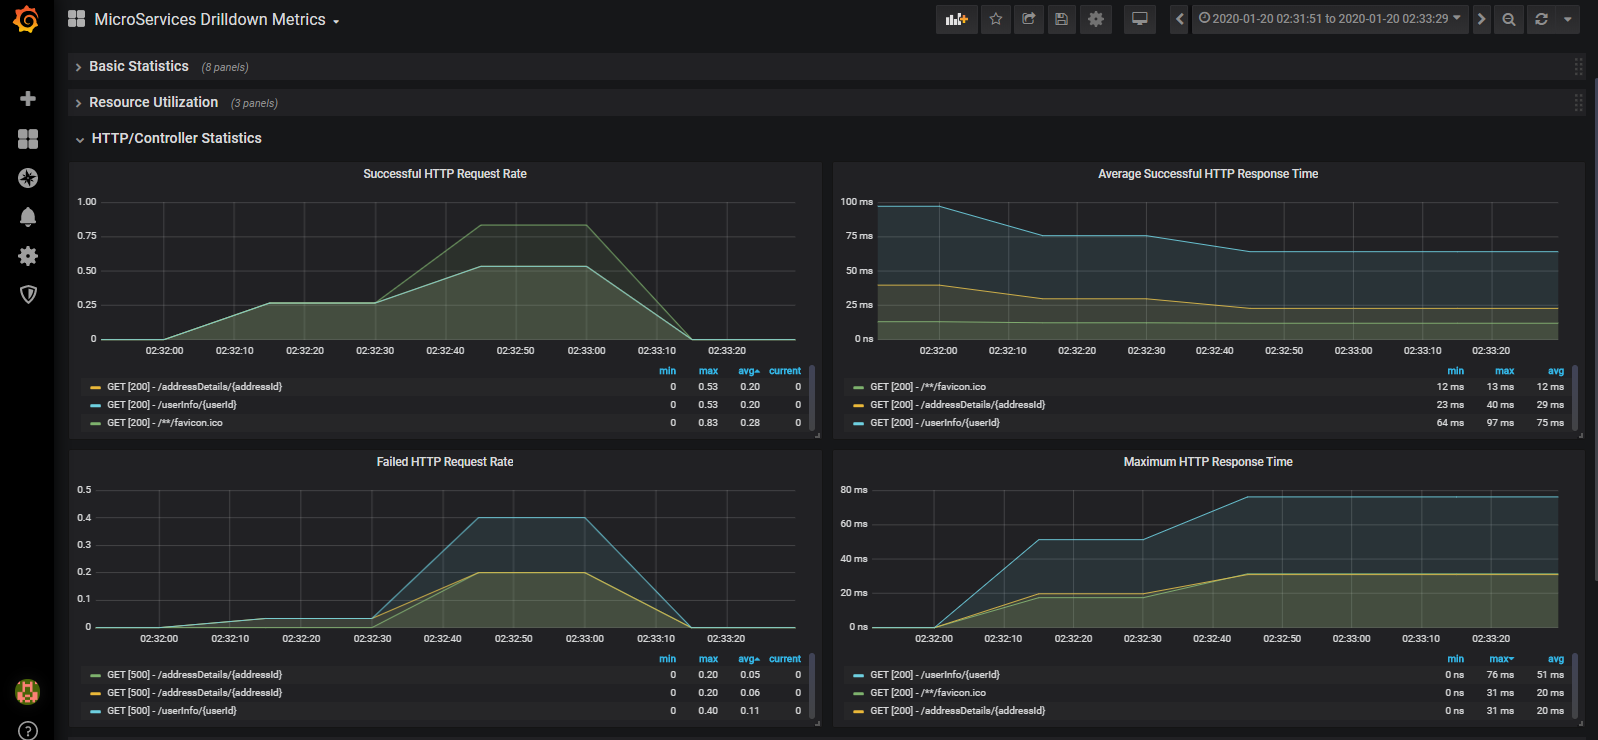 MicroServices Drilldown Metrics
2020-01-20 02:31:51 to 2020-01-20 02:33:29
Basic Statistics (8 panels)
Resource Utilization (3 panels)
HTTP/Controller Statistics
Successful HTTP Request Rate
1.00
0.75
0.50
0.25
0
02:32:00 02:32:10 02:32:20 02:32:30 02:32:40 02:32:50 02:33:00 02:33:10 02:33:20
min max avg current
GET [200] - /addressDetails/{addressId} 0 0.53 0.20 0
GET [200] - /userInfo/{userId} 0 0.53 0.20 0
GET [200] - /**/favicon.ico 0 0.83 0.28 0
Average Successful HTTP Response Time
100 ms
75 ms
50 ms
25 ms
0 ns
02:32:00 02:32:10 02:32:20 02:32:30 02:32:40 02:32:50 02:33:00 02:33:10 02:33:20
min max avg
GET [200] - /**/favicon.ico 12 ms 13 ms 12 ms
GET [200] - /addressDetails/{addressId} 23 ms 40 ms 29 ms
GET [200] - /userInfo/{userId} 64 ms 97 ms 75 ms
Failed HTTP Request Rate
0.5
0.4
0.3
0.2
0.1
0
02:32:00 02:32:10 02:32:20 02:32:30 02:32:40 02:32:50 02:33:00 02:33:10 02:33:20
min max avg current
GET [500] - /addressDetails/{addressId} 0 0.20 0.05 0
GET [500] - /addressDetails/{addressId} 0 0.20 0.06 0
GET [500] - /userInfo/{userId} 0 0.40 0.11 0
Maximum HTTP Response Time
80 ms
60 ms
40 ms
20 ms
0 ns
02:32:00 02:32:10 02:32:20 02:32:30 02:32:40 02:32:50 02:33:00 02:33:10 02:33:20
min max avg
GET [200] - /userInfo/{userId} 0 ns 76 ms 51 ms
GET [200] - /**/favicon.ico 0 ns 31 ms 20 ms
GET [200] - /addressDetails/{addressId} 0 ns 31 ms 20 ms